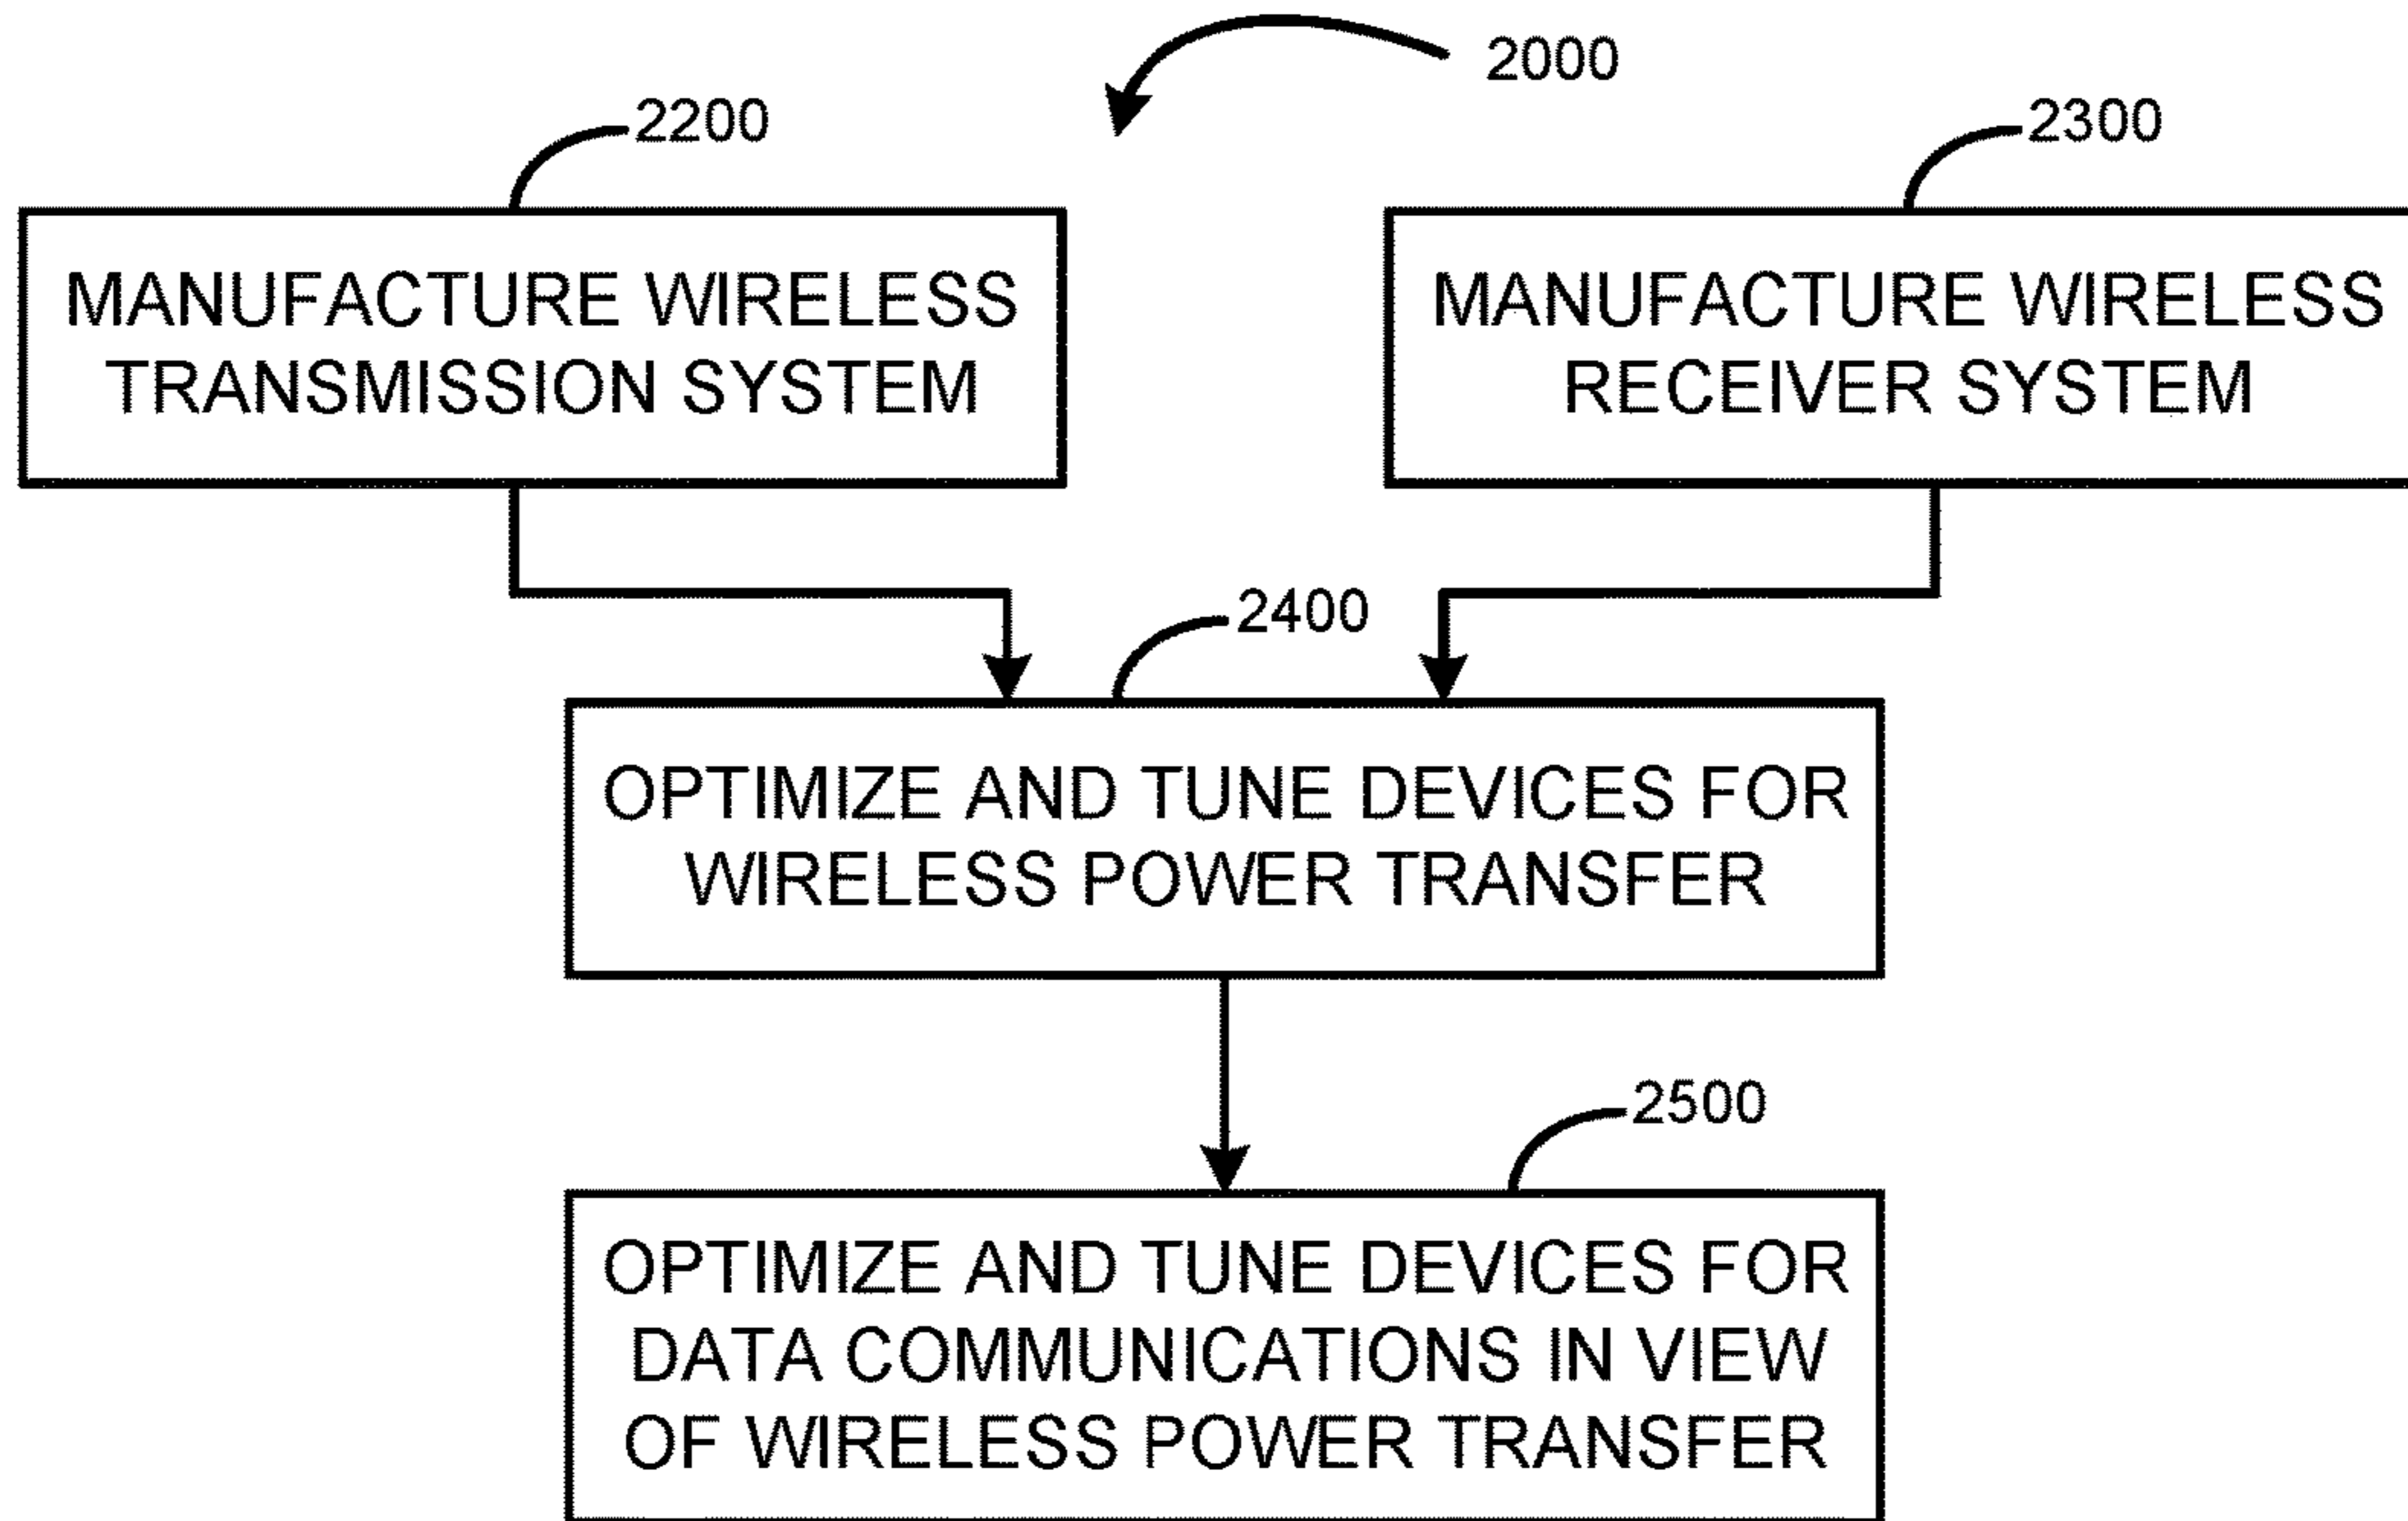 2000
2200
2300
MANUFACTURE WIRELESS
TRANSMISSION SYSTEM
MANUFACTURE WIRELESS
RECEIVER SYSTEM
2400
OPTIMIZE AND TUNE DEVICES FOR
WIRELESS POWER TRANSFER
2500
OPTIMIZE AND TUNE DEVICES FOR
DATA COMMUNICATIONS IN VIEW
OF WIRELESS POWER TRANSFER